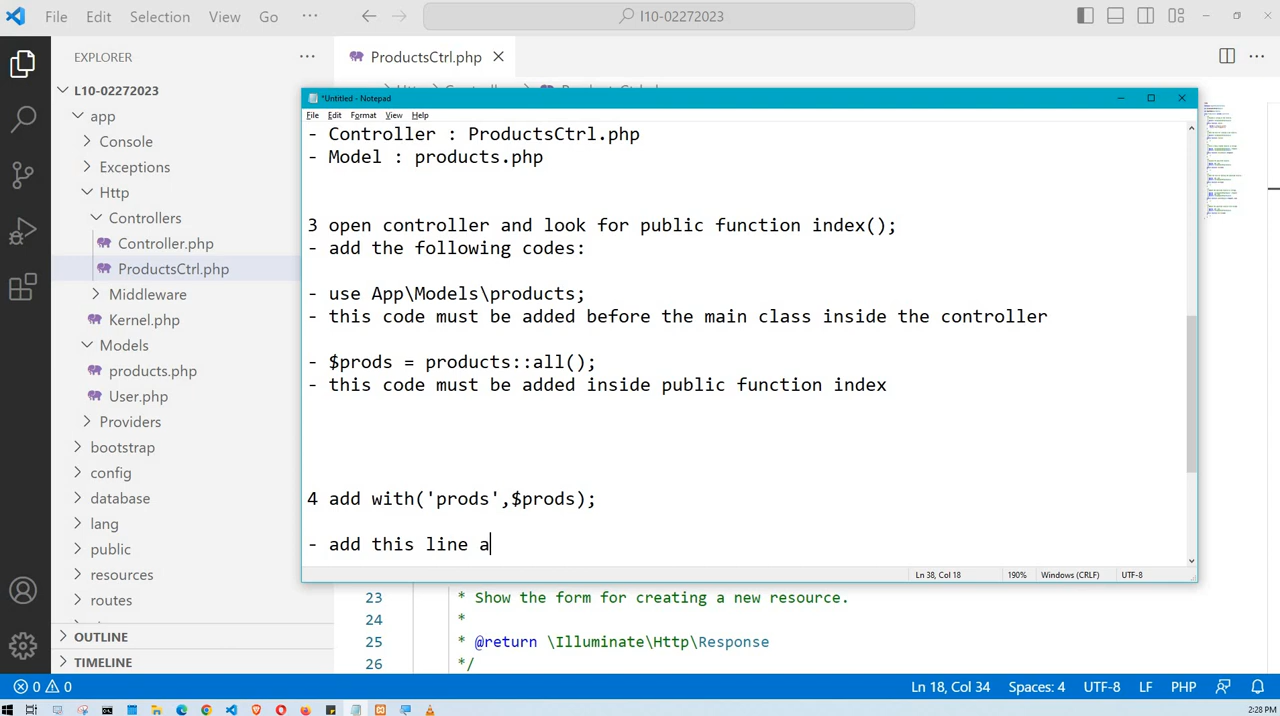 File Edit Selection View Go ··· l10-02272023
EXPLORER ···
ProductsCtrl.php
L10-02272023
app
Console
Exceptions
Http
Controllers
Controller.php
ProductsCtrl.php
Middleware
Kernel.php
Models
products.php
User.php
Providers
bootstrap
config
database
lang
public
resources
routes
OUTLINE
TIMELINE
*Untitled - Notepad
File Edit Format View Help
- Controller : ProductsCtrl.php
- Model : products.php
3 open controller and look for public function index();
- add the following codes:
- use App\Models\products;
- this code must be added before the main class inside the controller
- $prods = products::all();
- this code must be added inside public function index
4 add with('prods',$prods);
- add this line a
Ln 38, Col 18 190% Windows (CRLF) UTF-8
23 * Show the form for creating a new resource.
24 *
25 * @return \Illuminate\Http\Response
26 */
0 0 Ln 18, Col 34 Spaces: 4 UTF-8 LF PHP
2:28 PM